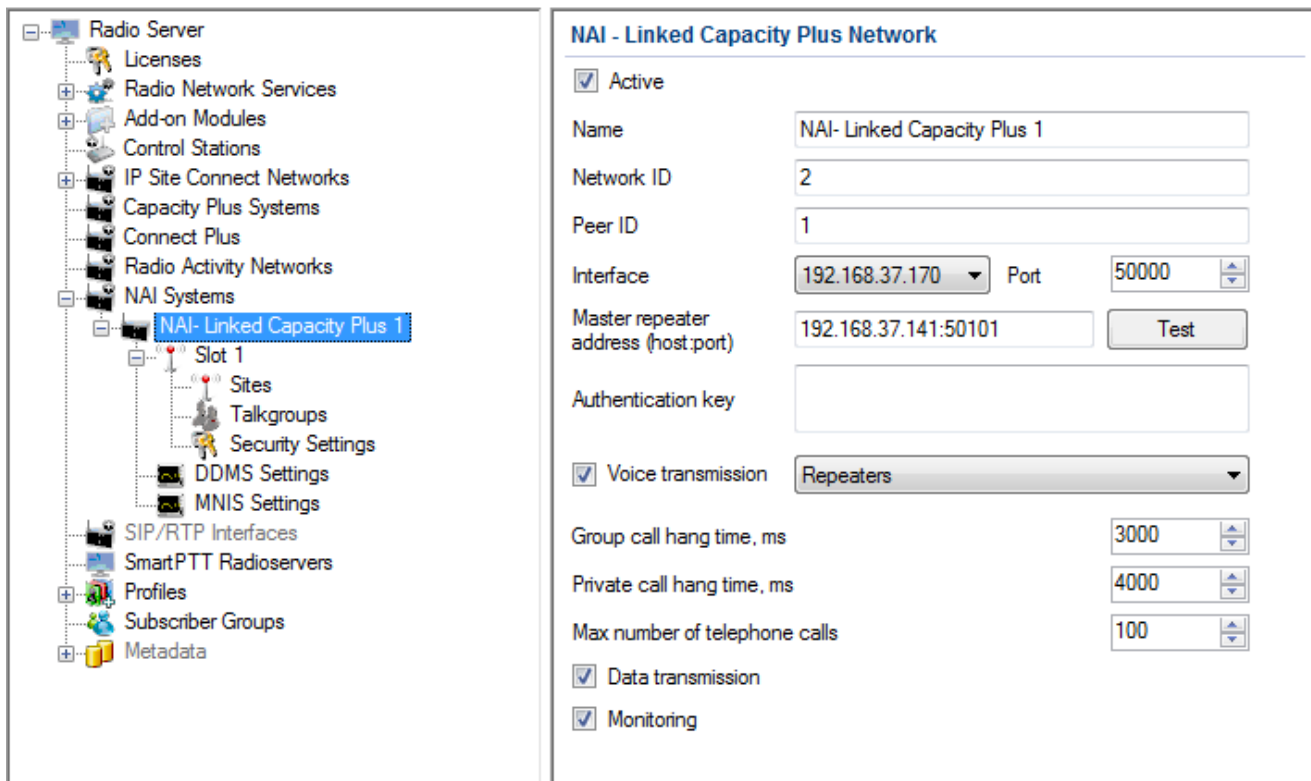 Radio Server
Licenses
Radio Network Services
Add-on Modules
Control Stations
IP Site Connect Networks
Capacity Plus Systems
Connect Plus
Radio Activity Networks
NAI Systems
NAI- Linked Capacity Plus 1
Slot 1
Sites
Talkgroups
Security Settings
DDMS Settings
MNIS Settings
SIP/RTP Interfaces
SmartPTT Radioservers
Profiles
Subscriber Groups
Metadata
NAI - Linked Capacity Plus Network
Active
Name NAI- Linked Capacity Plus 1
Network ID 2
Peer ID 1
Interface 192.168.37.170 Port 50000
Master repeater
address (host:port) 192.168.37.141:50101 Test
Authentication key
Voice transmission Repeaters
Group call hang time, ms 3000
Private call hang time, ms 4000
Max number of telephone calls 100
Data transmission
Monitoring